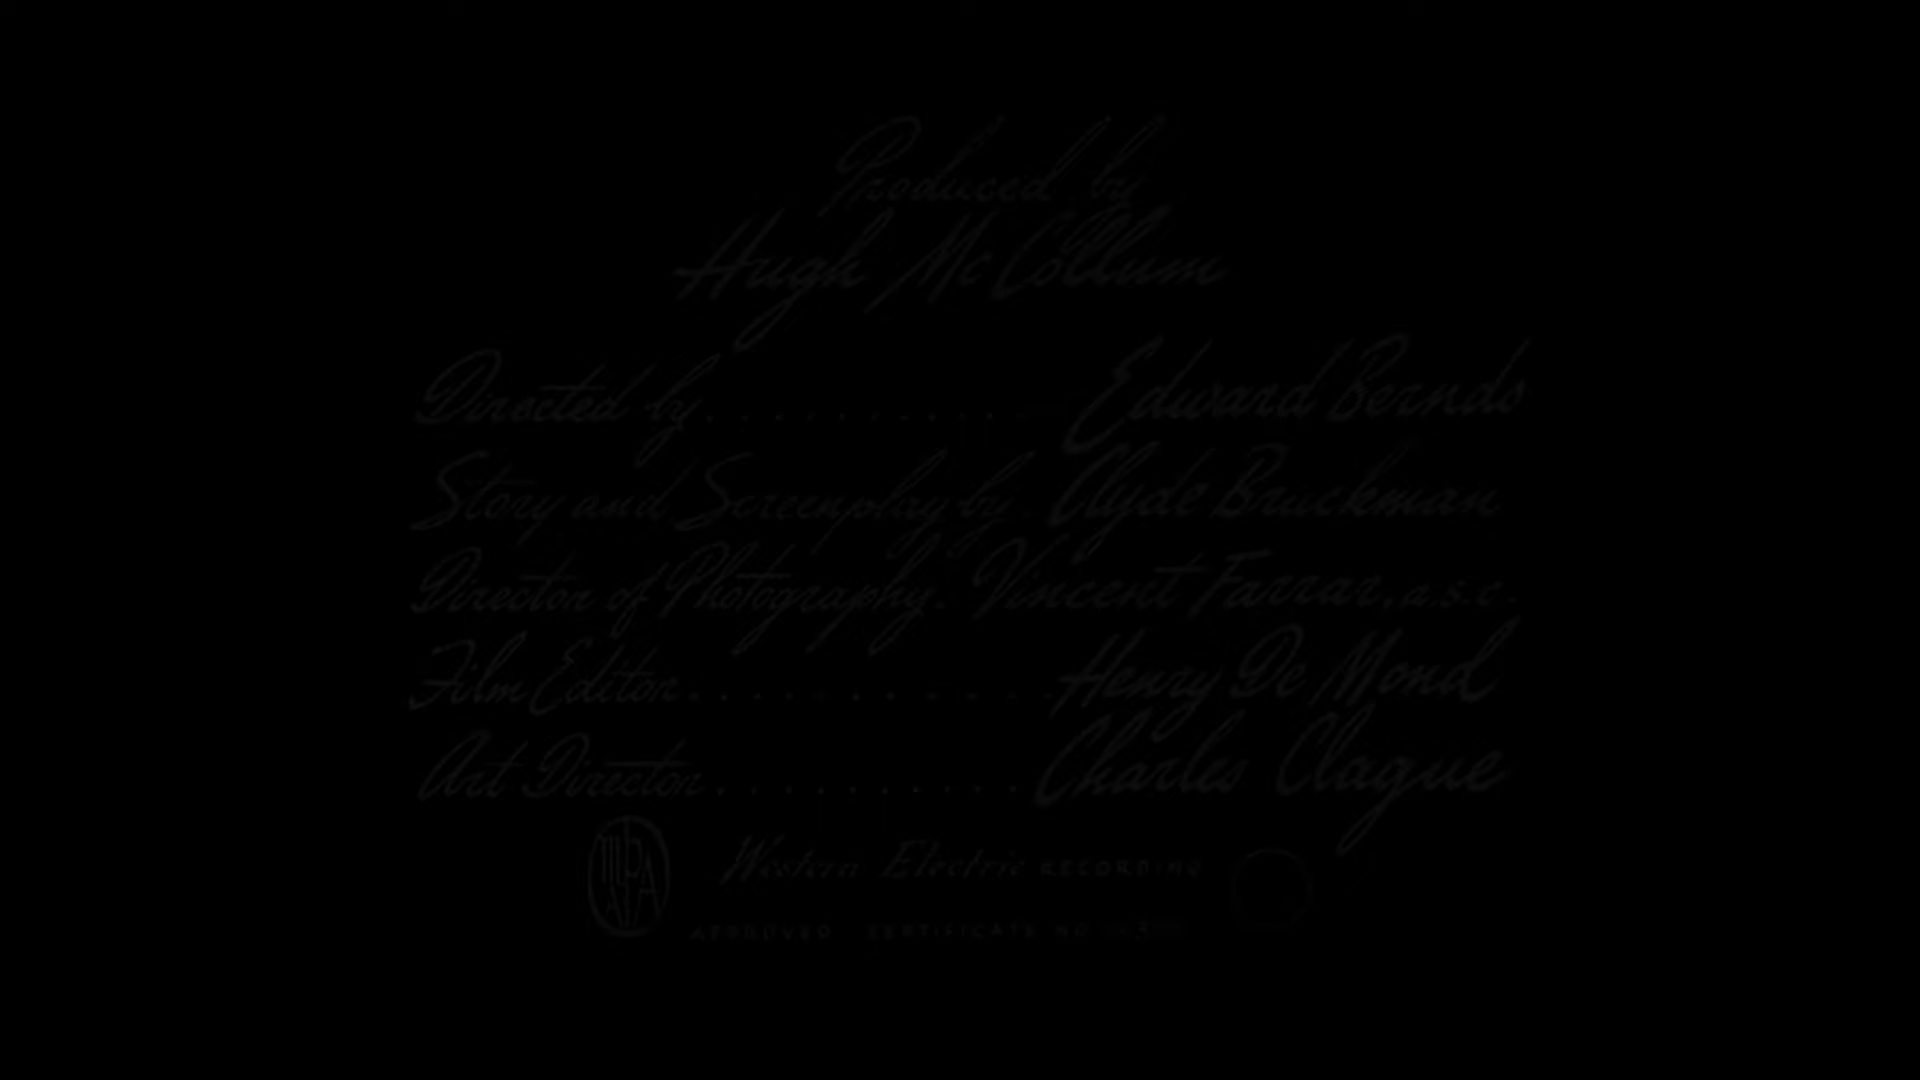 Produced by
Hugh McCollum
Directed by . . . . . . . . . . . Edward Bernds
Story and Screenplay by . Clyde Bruckman
Director of Photography . Vincent Farrar, a.s.c.
Film Editor . . . . . . . . . . . Henry De Mond
Art Director . . . . . . . . . . . Charles Clague
MPPDA
Western Electric RECORDING
APPROVED CERTIFICATE NO